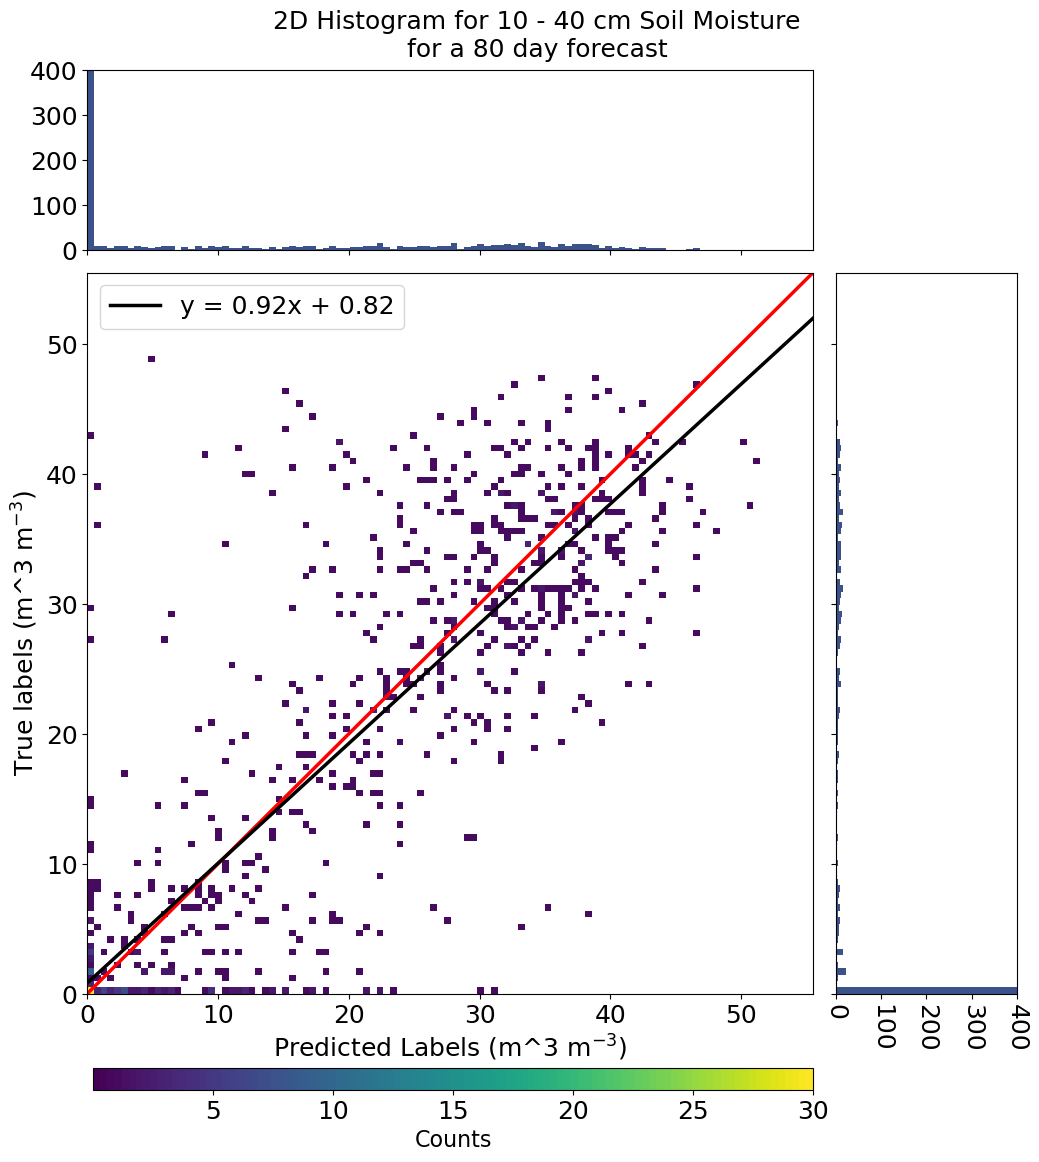 2D Histogram for 10 - 40 cm Soil Moisture
for a 80 day forecast
400
300
200
100
0
y = 0.92x + 0.82
50
40
30
20
10
0
True labels (m^3 m⁻³)
0 10 20 30 40 50
Predicted Labels (m^3 m⁻³)
0 100 200 300 400
5 10 15 20 25 30
Counts